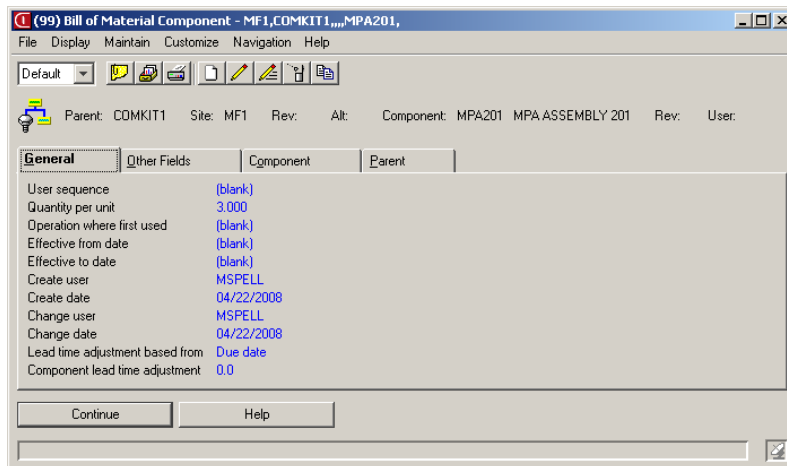 (99) Bill of Material Component - MF1,COMKIT1,,,,MPA201,
File Display Maintain Customize Navigation Help
Default
Parent: COMKIT1 Site: MF1 Rev: Alt: Component: MPA201 MPA ASSEMBLY 201 Rev: User:
General Other Fields Component Parent
User sequence (blank)
Quantity per unit 3.000
Operation where first used (blank)
Effective from date (blank)
Effective to date (blank)
Create user MSPELL
Create date 04/22/2008
Change user MSPELL
Change date 04/22/2008
Lead time adjustment based from Due date
Component lead time adjustment 0.0
Continue Help